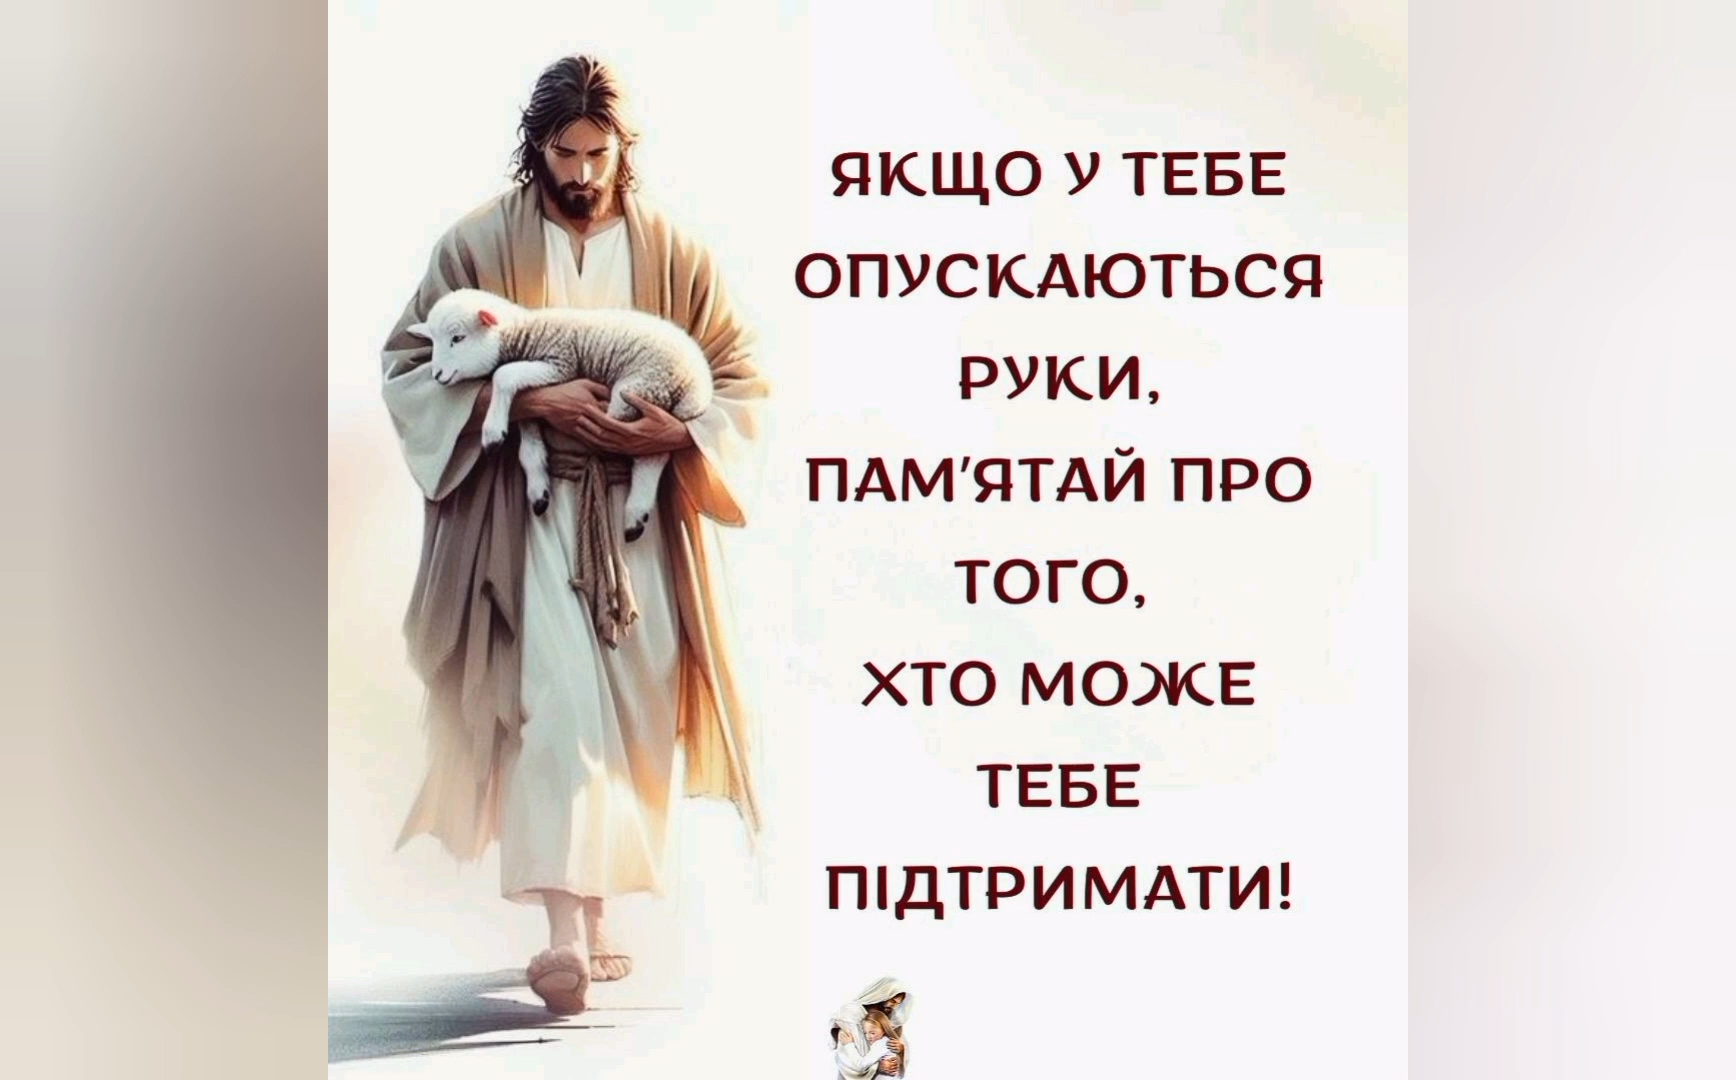 ЯКЩО У ТЕБЕ
ОПУСКАЮТЬСЯ
РУКИ,
ПАМ'ЯТАЙ ПРО
ТОГО,
ХТО МОЖЕ
ТЕБЕ
ПІДТРИМАТИ!